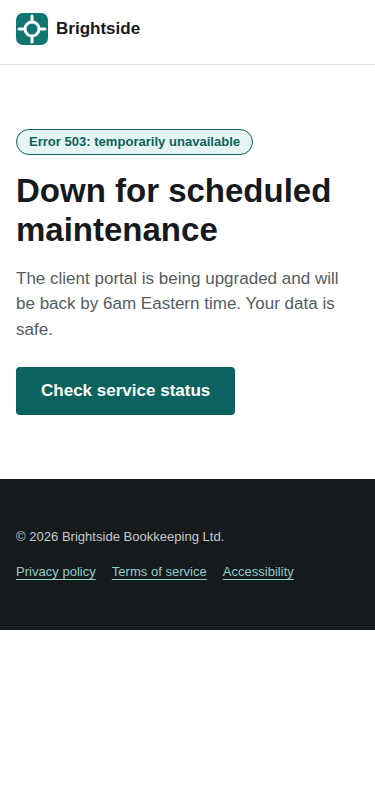 Brightside
Error 503: temporarily unavailable
Down for scheduled
maintenance
The client portal is being upgraded and will
be back by 6am Eastern time. Your data is
safe.
Check service status
© 2026 Brightside Bookkeeping Ltd.
Privacy policy Terms of service Accessibility